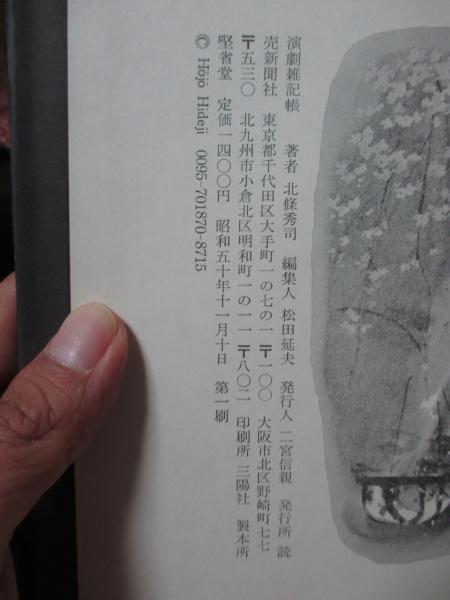 演劇雑記帳 著者 北條秀司 編集人 松田延夫 発行人 二宮信親 発行所 読
売新聞社 東京都千代田区大手町一の七の一 〒一〇〇 大阪市北区野崎町七七
〒五三〇 北九州市小倉北区明和町一の一一 〒八〇二 印刷所 三陽社 製本所
堅省堂 定価一四〇〇円 昭和五十年十一月十日 第一刷
© Hōjō Hideji 0095-701870-8715